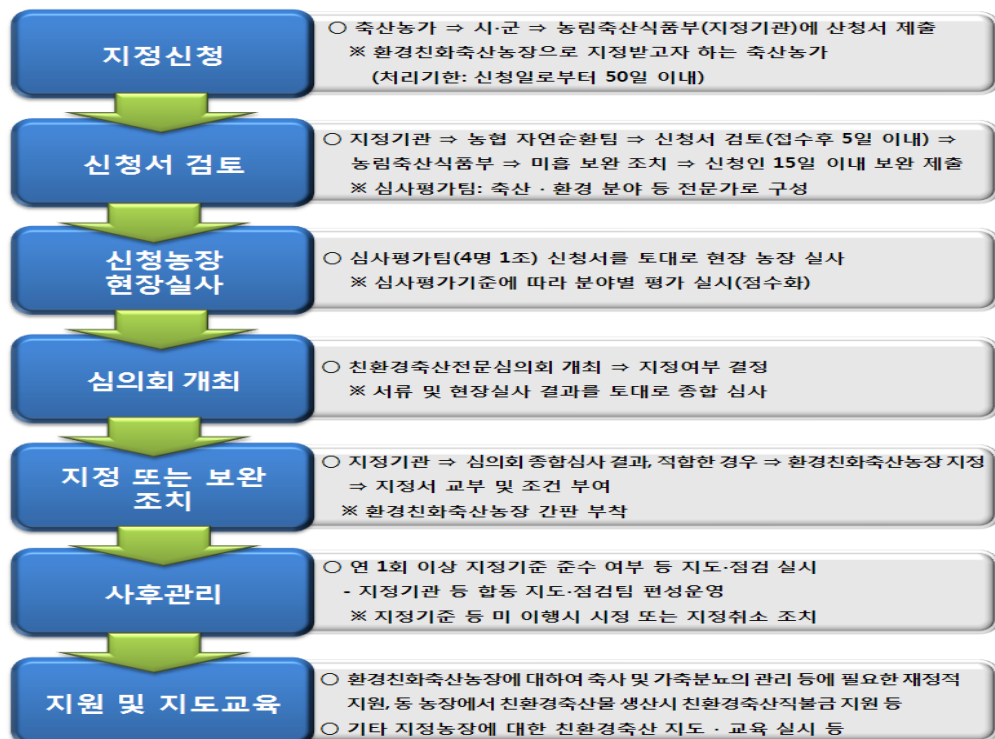 지정신청
○ 축산농가 ⇒ 시·군 ⇒ 농림축산식품부(지정기관)에 산청서 제출
※ 환경친화축산농장으로 지정받고자 하는 축산농가
(처리기한: 신청일로부터 50일 이내)
신청서 검토
○ 지정기관 ⇒ 농협 자연순환팀 ⇒ 신청서 검토(접수후 5일 이내) ⇒
농림축산식품부 ⇒ 미흡 보완 조치 ⇒ 신청인 15일 이내 보완 제출
※ 심사평가팀: 축산 · 환경 분야 등 전문가로 구성
신청농장
현장실사
○ 심사평가팀(4명 1조) 신청서를 토대로 현장 농장 실사
※ 심사평가기준에 따라 분야별 평가 실시(점수화)
심의회 개최
○ 친환경축산전문심의회 개최 ⇒ 지정여부 결정
※ 서류 및 현장실사 결과를 토대로 종합 심사
지정 또는 보완
조치
○ 지정기관 ⇒ 심의회 종합심사 결과, 적합한 경우 ⇒ 환경친화축산농장 지정
⇒ 지정서 교부 및 조건 부여
※ 환경친화축산농장 간판 부착
사후관리
○ 연 1회 이상 지정기준 준수 여부 등 지도·점검 실시
- 지정기관 등 합동 지도·점검팀 편성운영
※ 지정기준 등 미 이행시 시정 또는 지정취소 조치
지원 및 지도교육
○ 환경친화축산농장에 대하여 축사 및 가축분뇨의 관리 등에 필요한 재정적
지원, 동 농장에서 친환경축산물 생산시 친환경축산직불금 지원 등
○ 기타 지정농장에 대한 친환경축산 지도 · 교육 실시 등